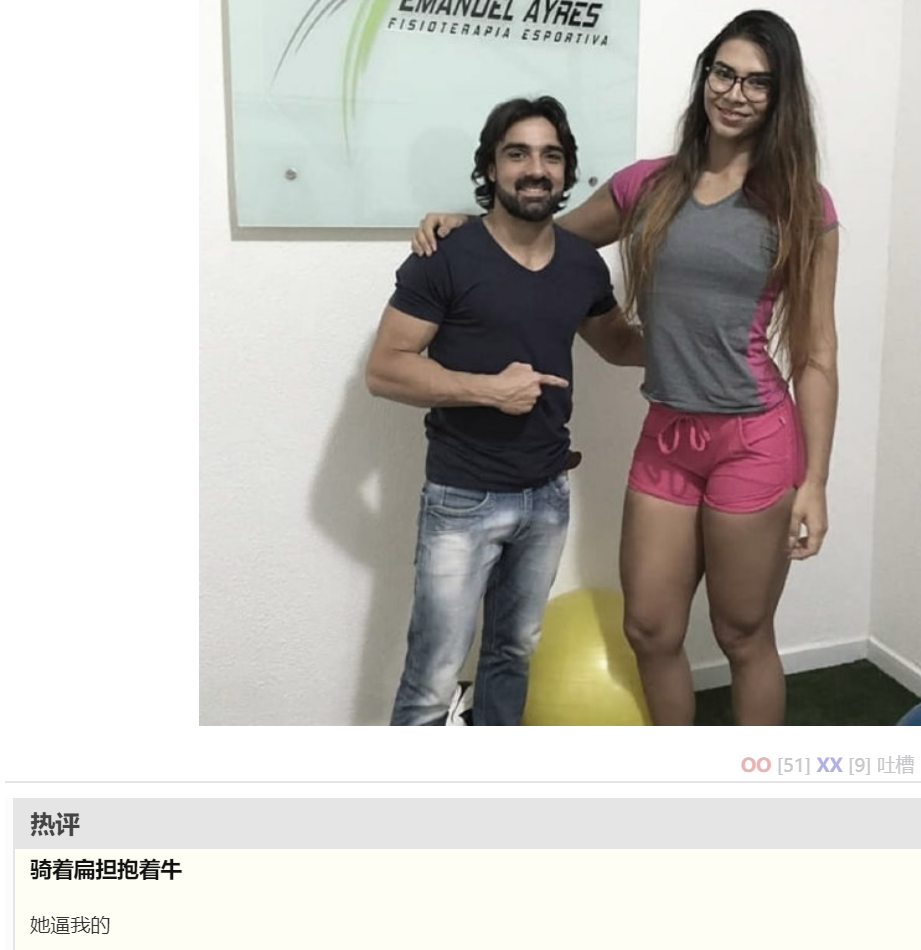 EMANUEL AYRES
FISIOTERAPIA ESPORTIVA
OO [51] XX [9] 吐槽
热评
骑着扁担抱着牛
她逼我的